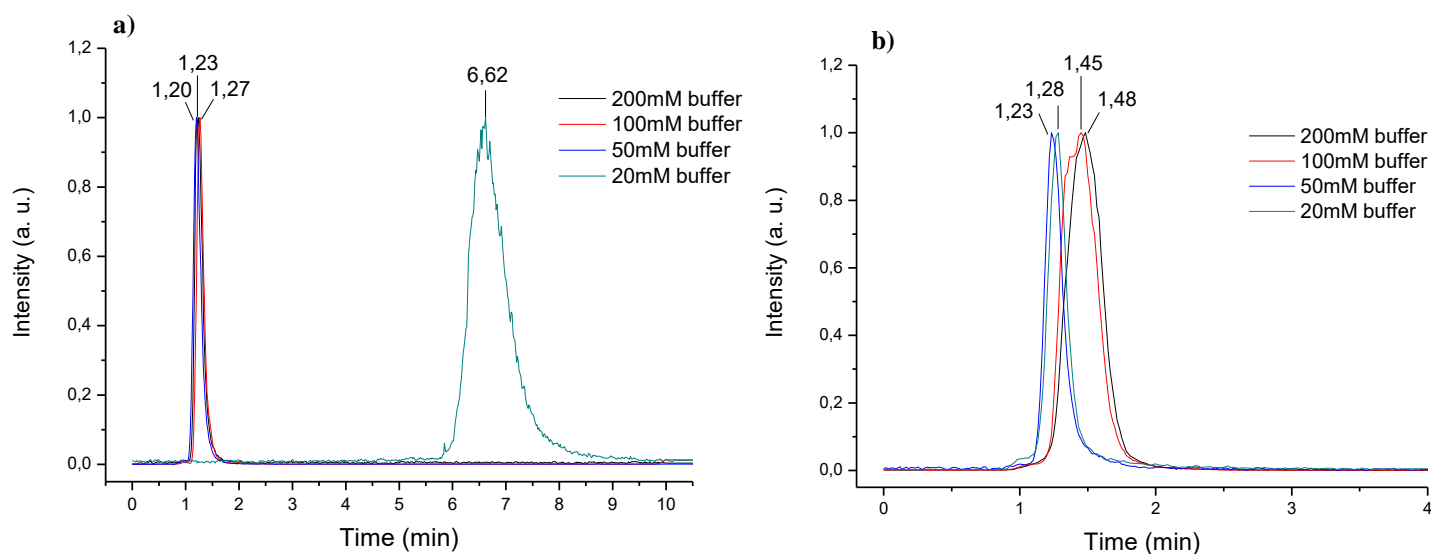 a)
1,2
1,0
0,8
0,6
0,4
0,2
0,0
Intensity (a. u.)
1,23
1,20
1,27
6,62
200mM buffer
100mM buffer
50mM buffer
20mM buffer
0 1 2 3 4 5 6 7 8 9 10
Time (min)
b)
1,2
1,0
0,8
0,6
0,4
0,2
0,0
Intensity (a. u.)
1,45
1,28
1,23
1,48
200mM buffer
100mM buffer
50mM buffer
20mM buffer
0 1 2 3 4
Time (min)